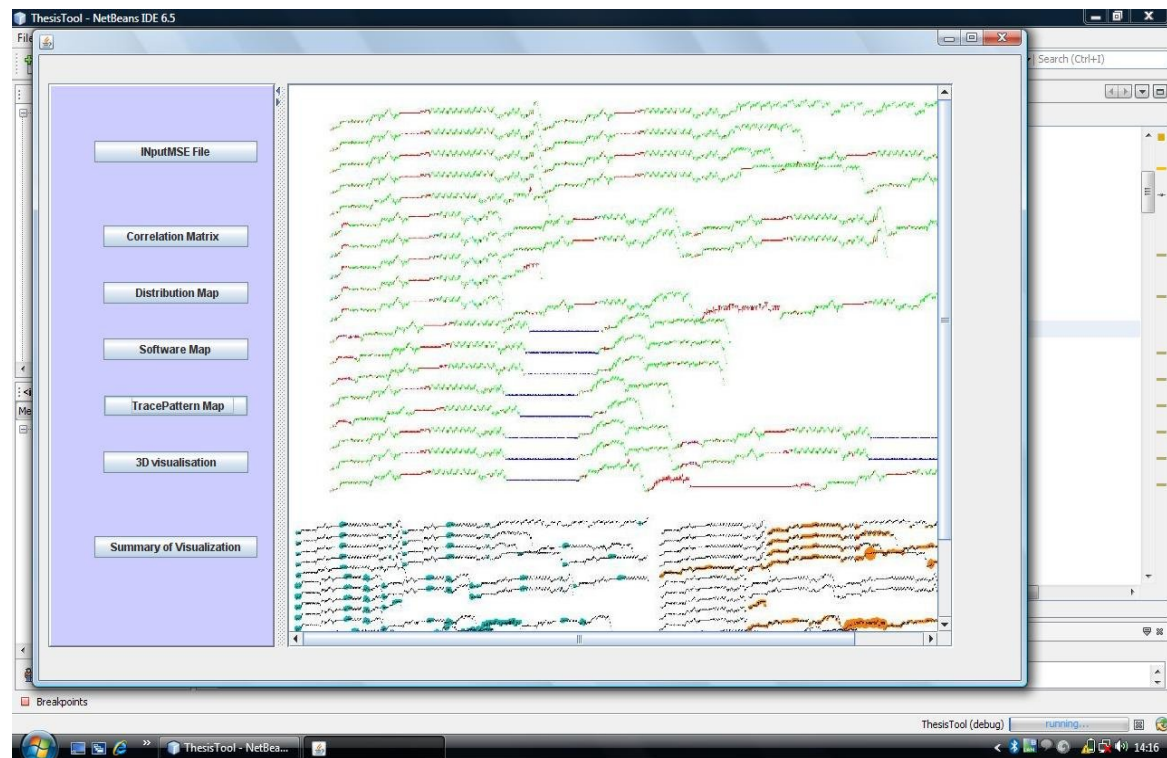 ThesisTool - NetBeans IDE 6.5
File
Search (Ctrl+I)
INputMSE File
Correlation Matrix
Distribution Map
Software Map
TracePattern Map
3D visualisation
Summary of Visualization
Me
Breakpoints
ThesisTool (debug)
running...
ThesisTool - NetBea...
14:16